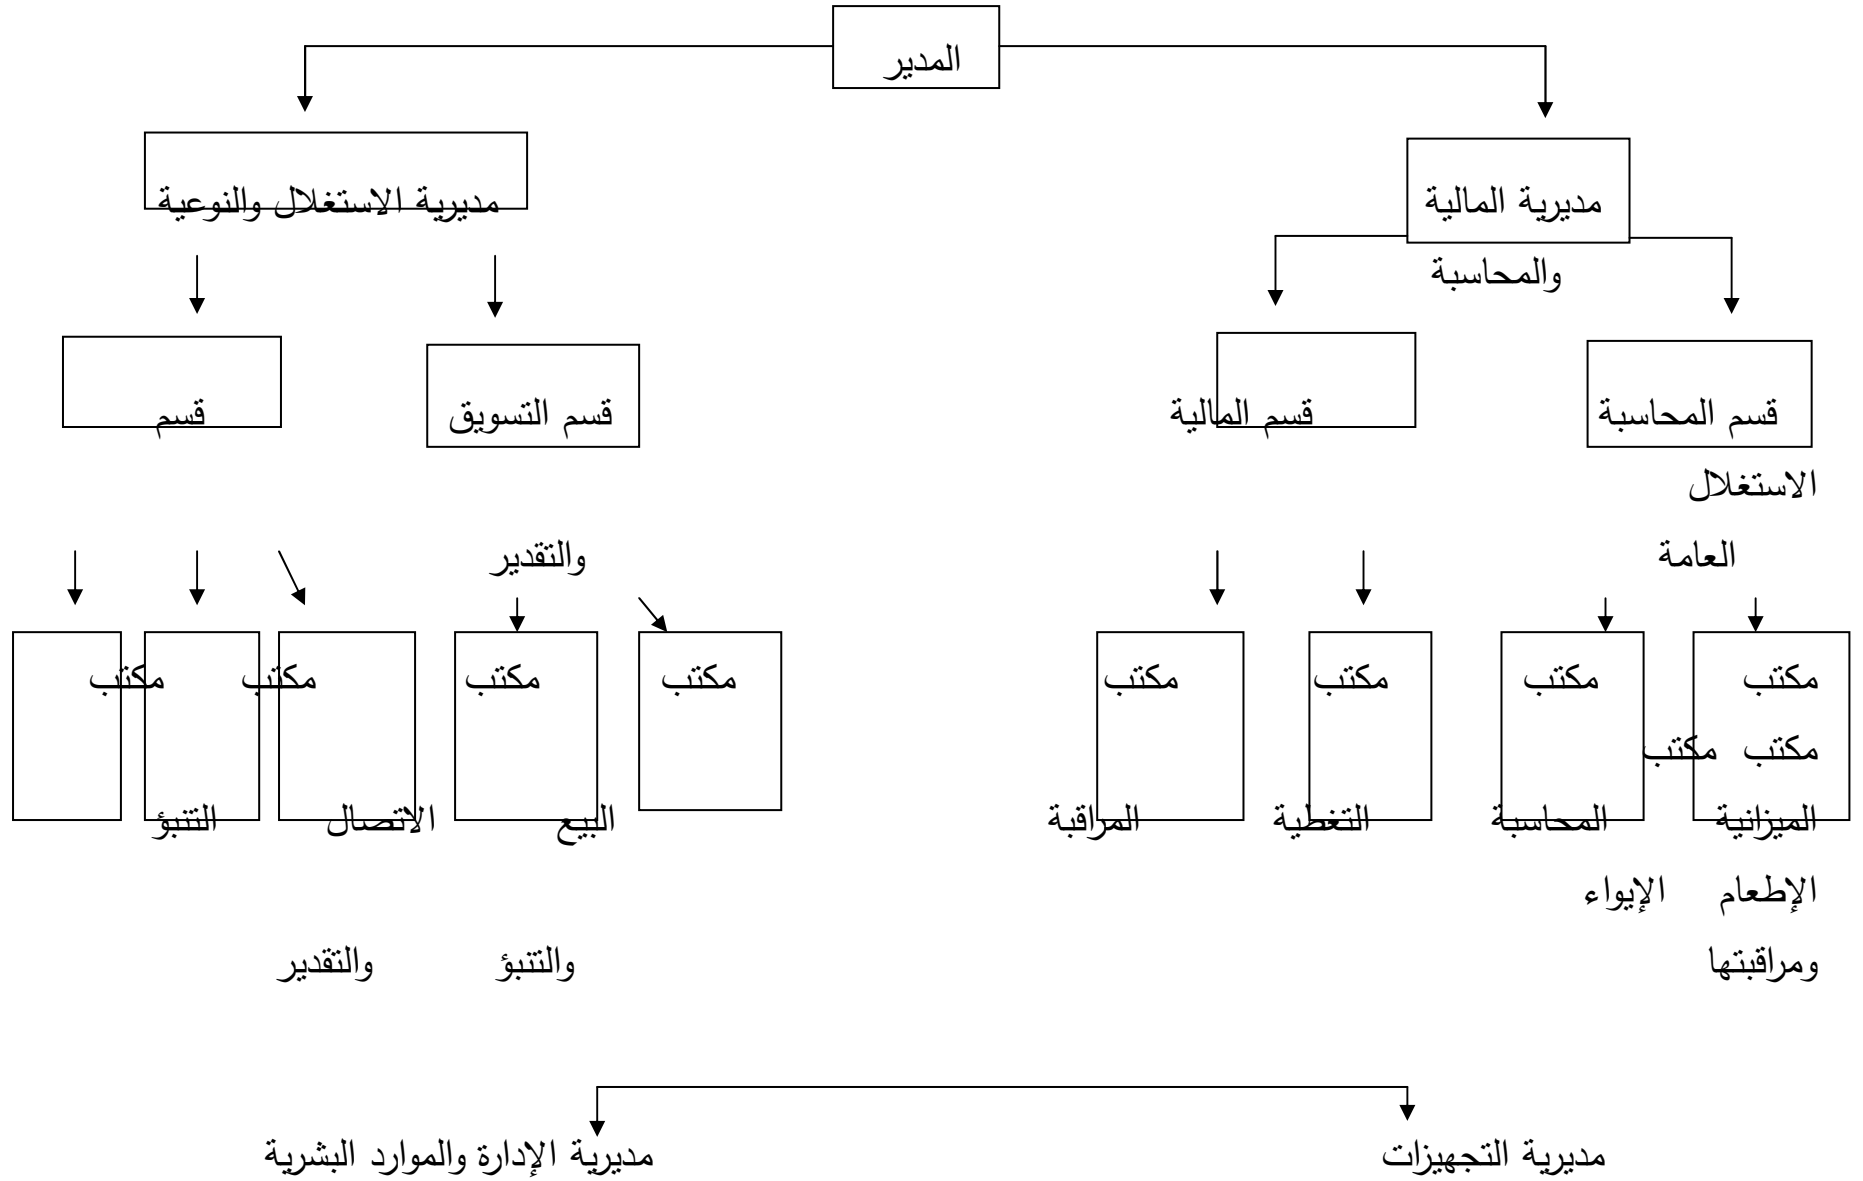 المدير
مديرية المالية مديرية الاستغلال والنوعية
والمحاسبة
قسم المحاسبة قسم المالية قسم التسويق قسم
الاستغلال
العامة والتقدير
مكتب مكتب مكتب مكتب مكتب مكتب مكتب مكتب
مكتب مكتب
الميزانية المحاسبة التغطية المراقبة البيع الاتصال التنبؤ
الإطعام الإيواء
ومراقبتها والتنبؤ والتقدير
مديرية التجهيزات مديرية الإدارة والموارد البشرية